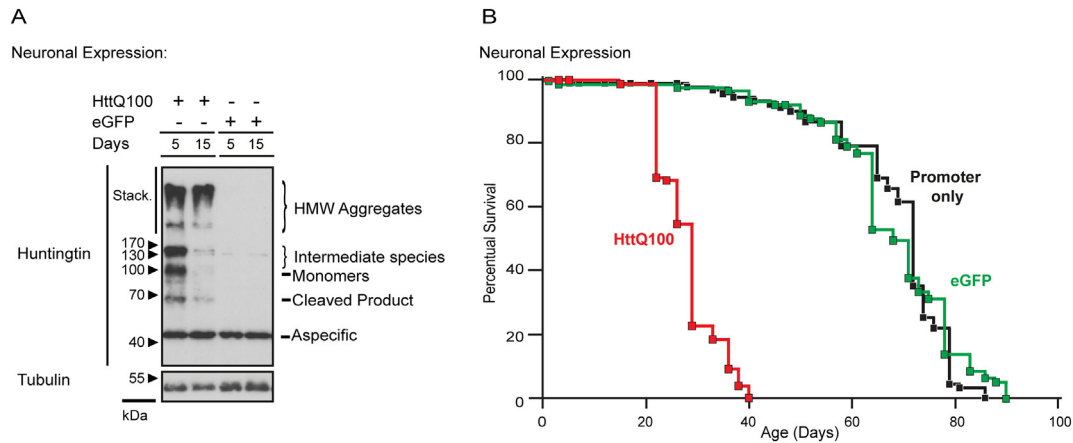 A
Neuronal Expression:
HttQ100 + + - -
eGFP - - + +
Days 5 15 5 15
Stack.
HMW Aggregates
Huntingtin
170
130
100
70
40
Intermediate species
Monomers
Cleaved Product
Aspecific
Tubulin
55
kDa
B
Neuronal Expression
100
80
60
40
20
0
Percentual Survival
HttQ100
Promoter
only
eGFP
0 20 40 60 80 100
Age (Days)